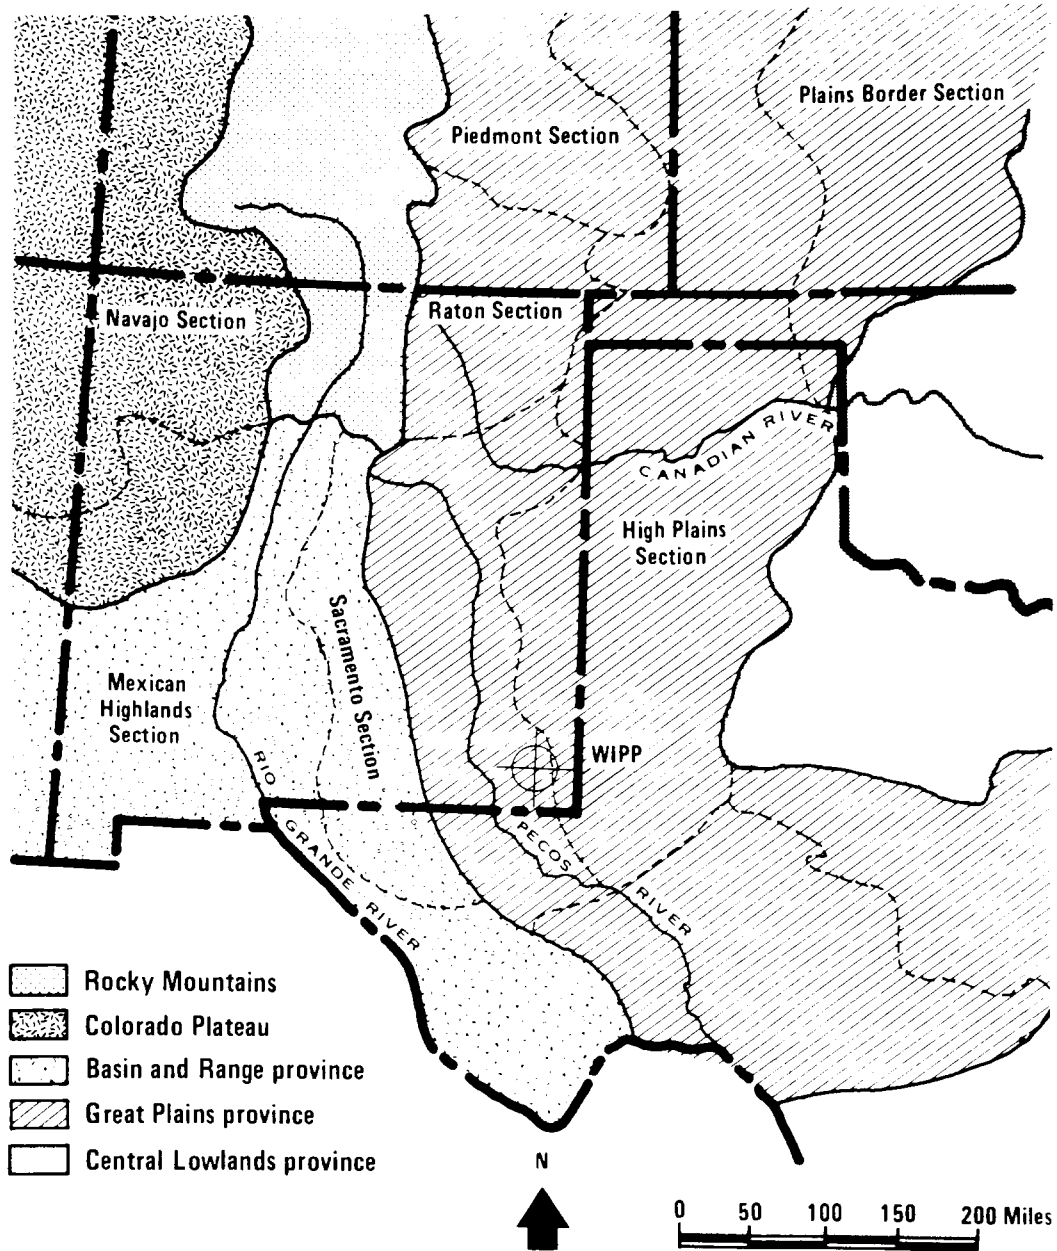 Plains Border Section
Piedmont Section
Navajo Section
Raton Section
CANADIAN RIVER
High Plains
Section
Sacramento Section
Mexican
Highlands
Section
WIPP
RIO GRANDE RIVER
PECOS RIVER
Rocky Mountains
Colorado Plateau
Basin and Range province
Great Plains province
Central Lowlands province
N
0 50 100 150 200 Miles